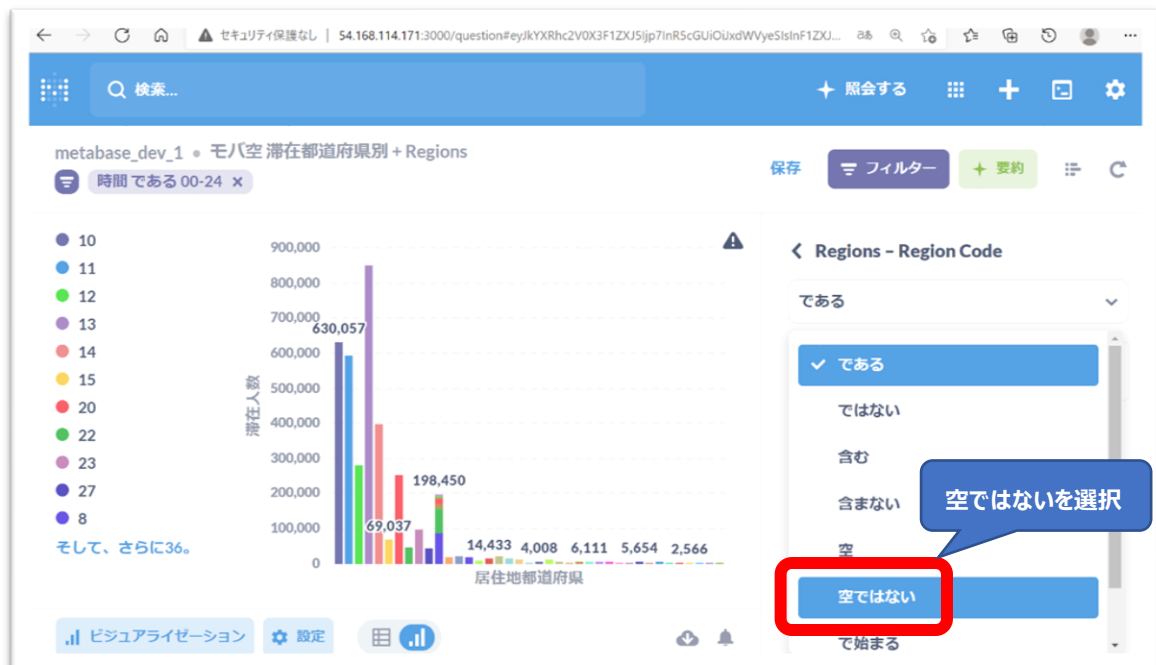 セキュリティ保護なし | 54.168.114.171:3000/question#eyJkYXRhc2V0X3F1ZXJ5Ijp7InR5cGUiOiJxdWVyeSIsInF1ZXJ...
検索...
照会する
metabase_dev_1 • モバ空 滞在都道府県別 + Regions
時間 である 00-24 ×
保存
フィルター
+ 要約
10
11
12
13
14
15
20
22
23
27
8
そして、さらに36。
900,000
800,000
700,000
600,000
500,000
400,000
300,000
200,000
100,000
0
滞在人数
630,057
69,037
198,450
14,433
4,008
6,111
5,654
2,566
居住地都道府県
Regions – Region Code
である
である
ではない
含む
含まない
空
空ではない
で始まる
空ではないを選択
ビジュアライゼーション
設定